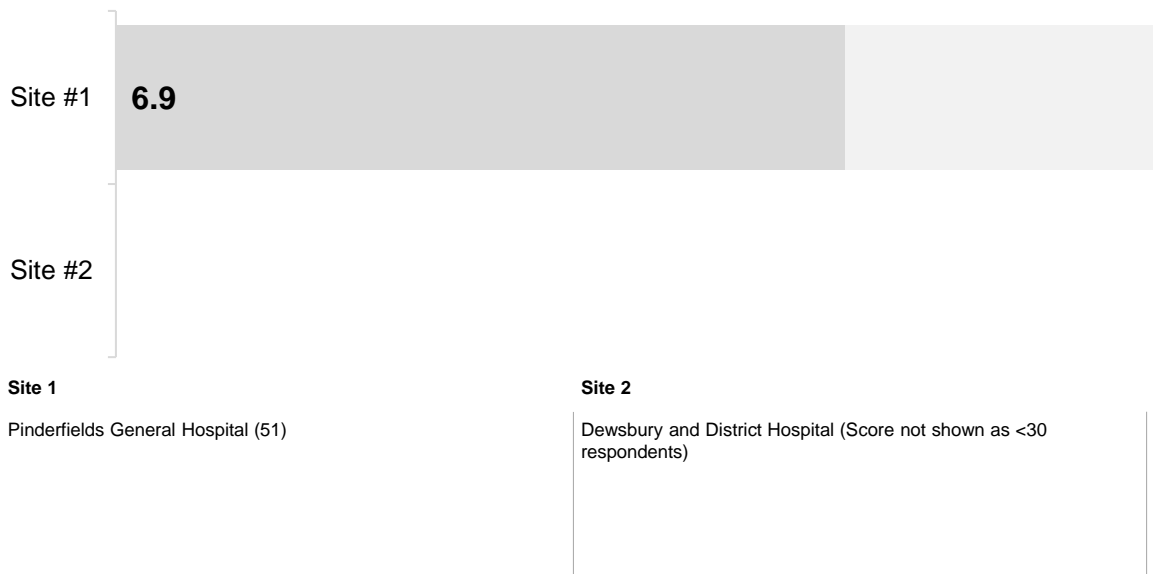 Site #1
6.9
Site #2
Site 1
Site 2
Pinderfields General Hospital (51)
Dewsbury and District Hospital (Score not shown as <30
respondents)